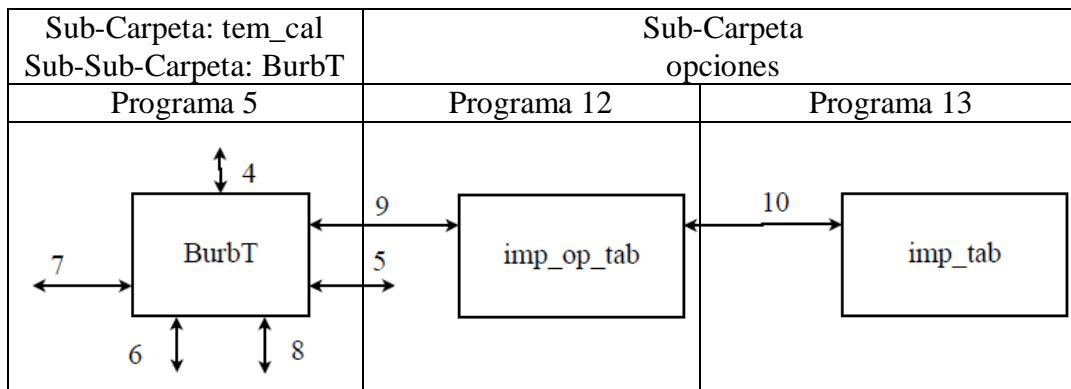 Sub-Carpeta: tem_cal
Sub-Sub-Carpeta: BurbT
Sub-Carpeta
opciones
Programa 5
Programa 12
Programa 13
4
9
10
BurbT
imp_op_tab
imp_tab
7
5
6
8